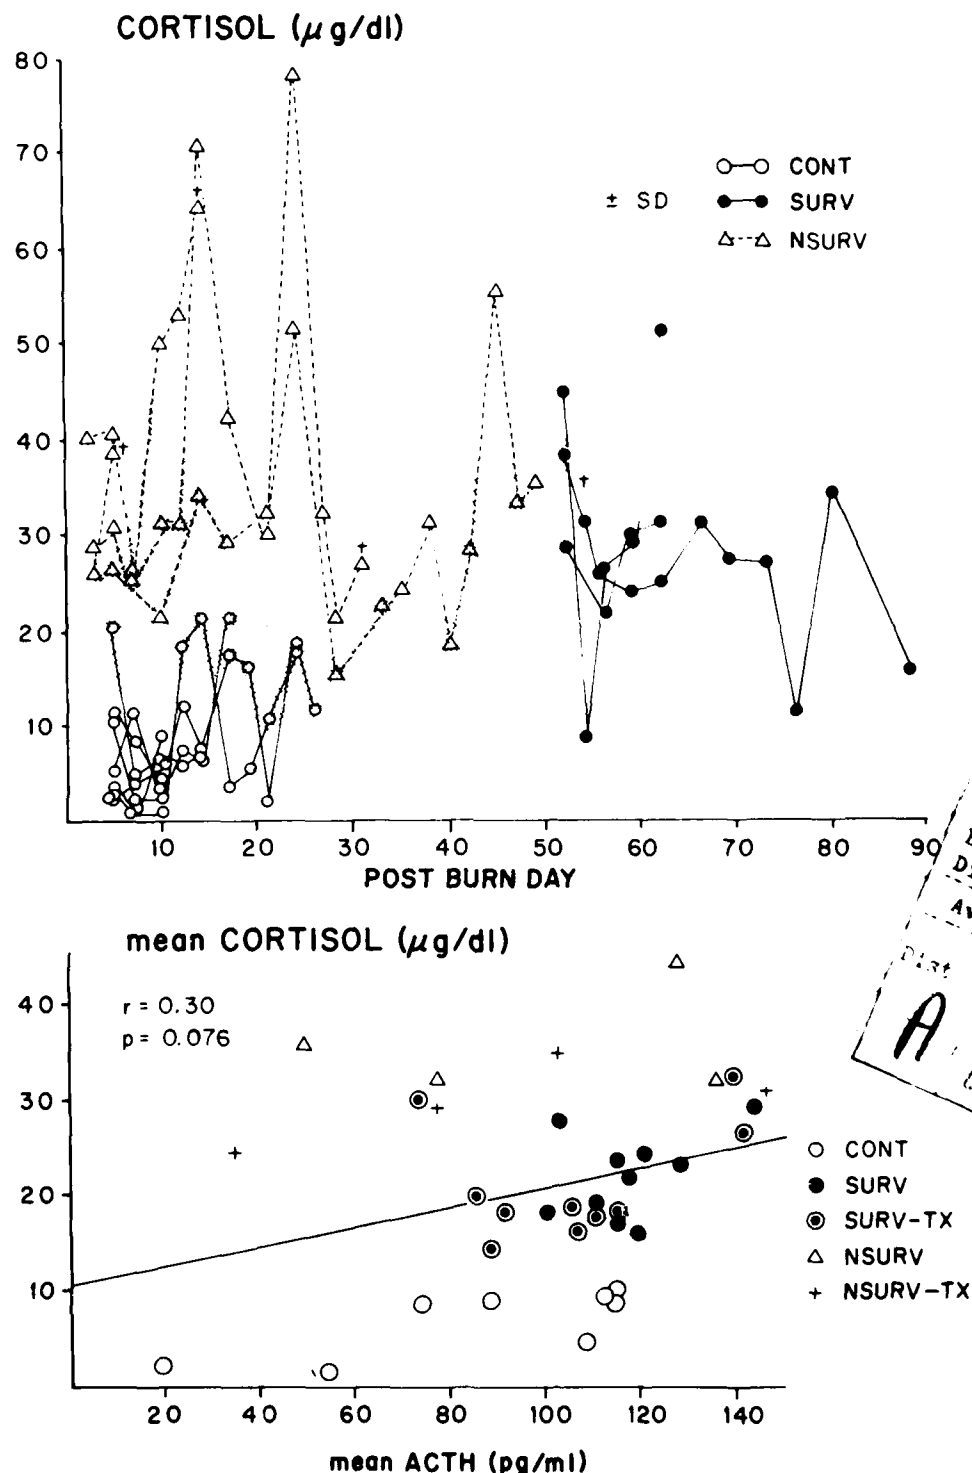 CORTISOL (μg/dl)
80
70
60
50
40
30
20
10
± SD
CONT
SURV
NSURV
10 20 30 40 50 60 70 80 90
POST BURN DAY
mean CORTISOL (μg/dl)
r = 0.30
p = 0.076
40
30
20
10
CONT
SURV
SURV-TX
NSURV
NSURV-TX
20 40 60 80 100 120 140
mean ACTH (pg/ml)
Dist
A